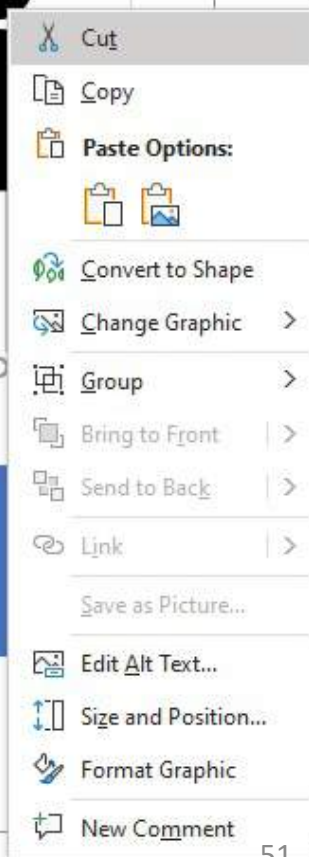 Cut
Copy
Paste Options:
Convert to Shape
Change Graphic
Group
Bring to Front
Send to Back
Link
Save as Picture...
Edit Alt Text...
Size and Position...
Format Graphic
New Comment
51